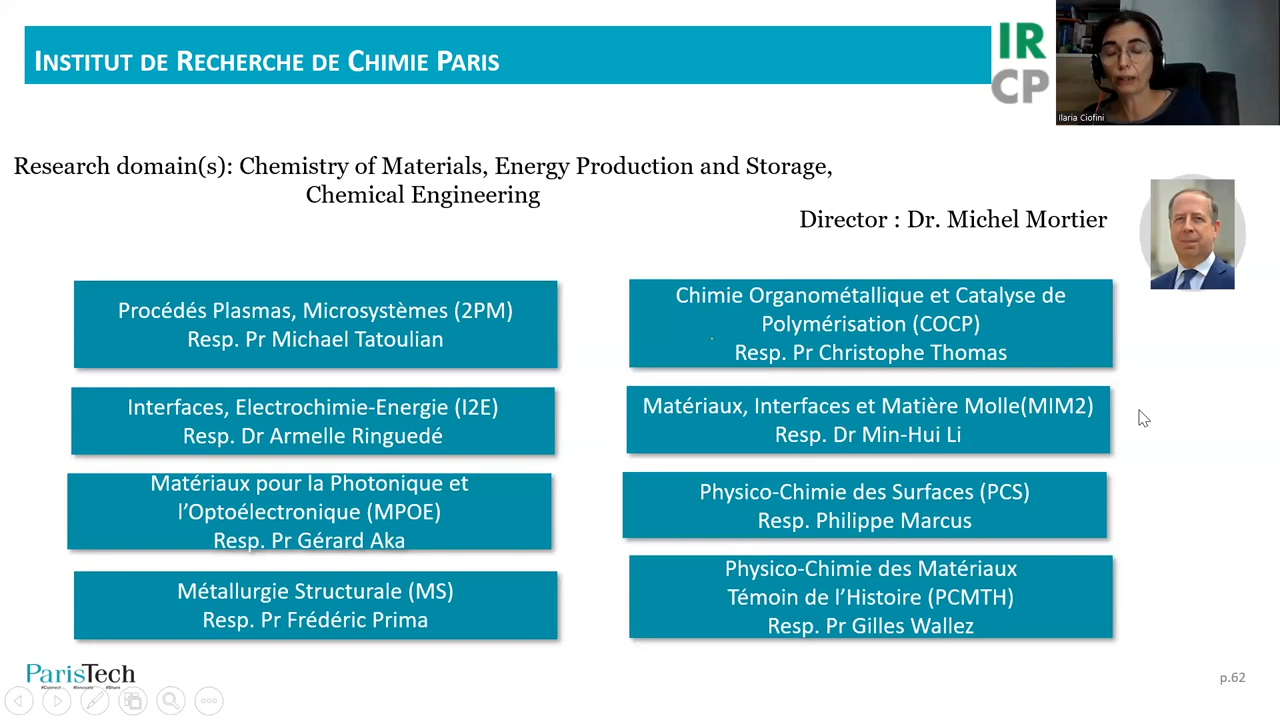 INSTITUT DE RECHERCHE DE CHIMIE PARIS
IR
CP
Ilaria Ciofini
Research domain(s): Chemistry of Materials, Energy Production and Storage,
Chemical Engineering
Director : Dr. Michel Mortier
Procédés Plasmas, Microsystèmes (2PM)
Resp. Pr Michael Tatoulian
Interfaces, Electrochimie-Energie (I2E)
Resp. Dr Armelle Ringuedé
Matériaux pour la Photonique et
l’Optoélectronique (MPOE)
Resp. Pr Gérard Aka
Métallurgie Structurale (MS)
Resp. Pr Frédéric Prima
Chimie Organométallique et Catalyse de
Polymérisation (COCP)
Resp. Pr Christophe Thomas
Matériaux, Interfaces et Matière Molle(MIM2)
Resp. Dr Min-Hui Li
Physico-Chimie des Surfaces (PCS)
Resp. Philippe Marcus
Physico-Chimie des Matériaux
Témoin de l’Histoire (PCMTH)
Resp. Pr Gilles Wallez
ParisTech
#Connect #Innovate #Share
p.62